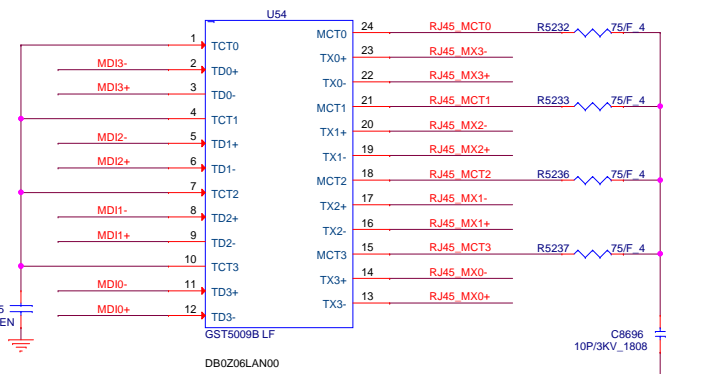 U54
1 TCT0 MCT0 24 RJ45_MCT0 R5232 75/F_4
MDI3- 2 TD0+ TX0+ 23 RJ45_MX3-
MDI3+ 3 TD0- TX0- 22 RJ45_MX3+
4 TCT1 MCT1 21 RJ45_MCT1 R5233 75/F_4
MDI2- 5 TD1+ TX1+ 20 RJ45_MX2-
MDI2+ 6 TD1- TX1- 19 RJ45_MX2+
7 TCT2 MCT2 18 RJ45_MCT2 R5236 75/F_4
MDI1- 8 TD2+ TX2+ 17 RJ45_MX1-
MDI1+ 9 TD2- TX2- 16 RJ45_MX1+
10 TCT3 MCT3 15 RJ45_MCT3 R5237 75/F_4
MDI0- 11 TD3+ TX3+ 14 RJ45_MX0-
MDI0+ 12 TD3- TX3- 13 RJ45_MX0+
EN
GST5009B LF
C8696
10P/3KV_1808
DB0Z06LAN00